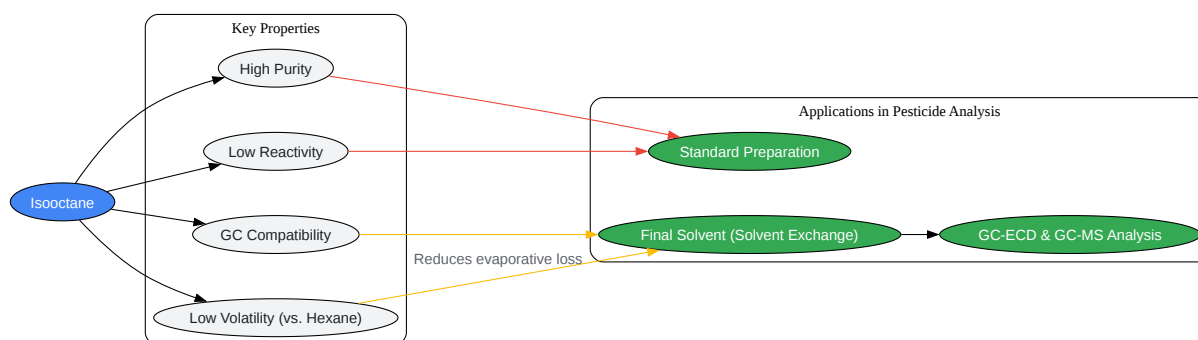 Key Properties
High Purity
Applications in Pesticide Analysis
Low Reactivity
Standard Preparation
Isooctane
GC Compatibility
Final Solvent (Solvent Exchange)
GC-ECD & GC-MS Analysis
Reduces evaporative loss
Low Volatility (vs. Hexane)